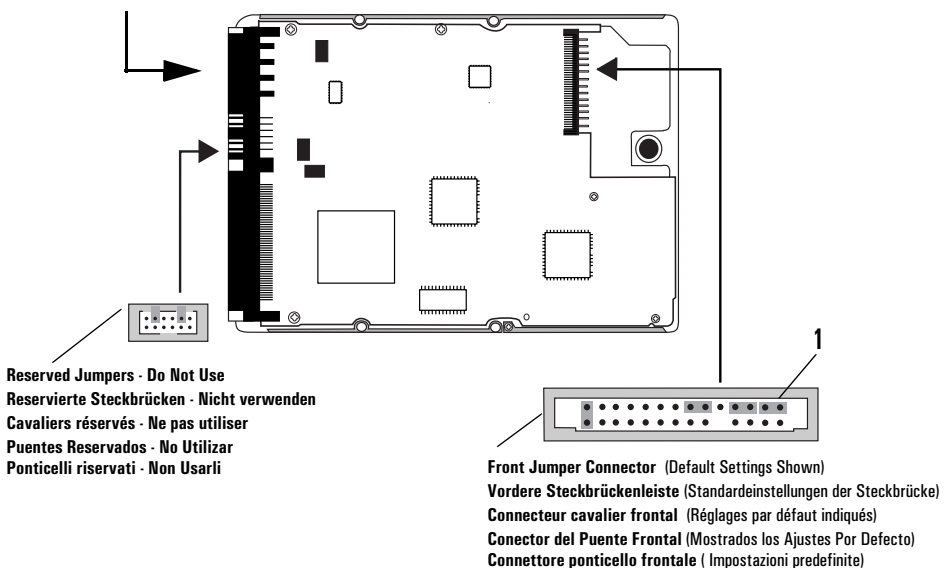 1
Reserved Jumpers - Do Not Use
Reservierte Steckbrücken - Nicht verwenden
Cavaliers réservés - Ne pas utiliser
Puentes Reservados - No Utilizar
Ponticelli riservati - Non Usarli
Front Jumper Connector (Default Settings Shown)
Vordere Steckbrückenleiste (Standardeinstellungen der Steckbrücke)
Connecteur cavalier frontal (Réglages par défaut indiqués)
Conector del Puente Frontal (Mostrados los Ajustes Por Defecto)
Connettore ponticello frontale ( Impostazioni predefinite)